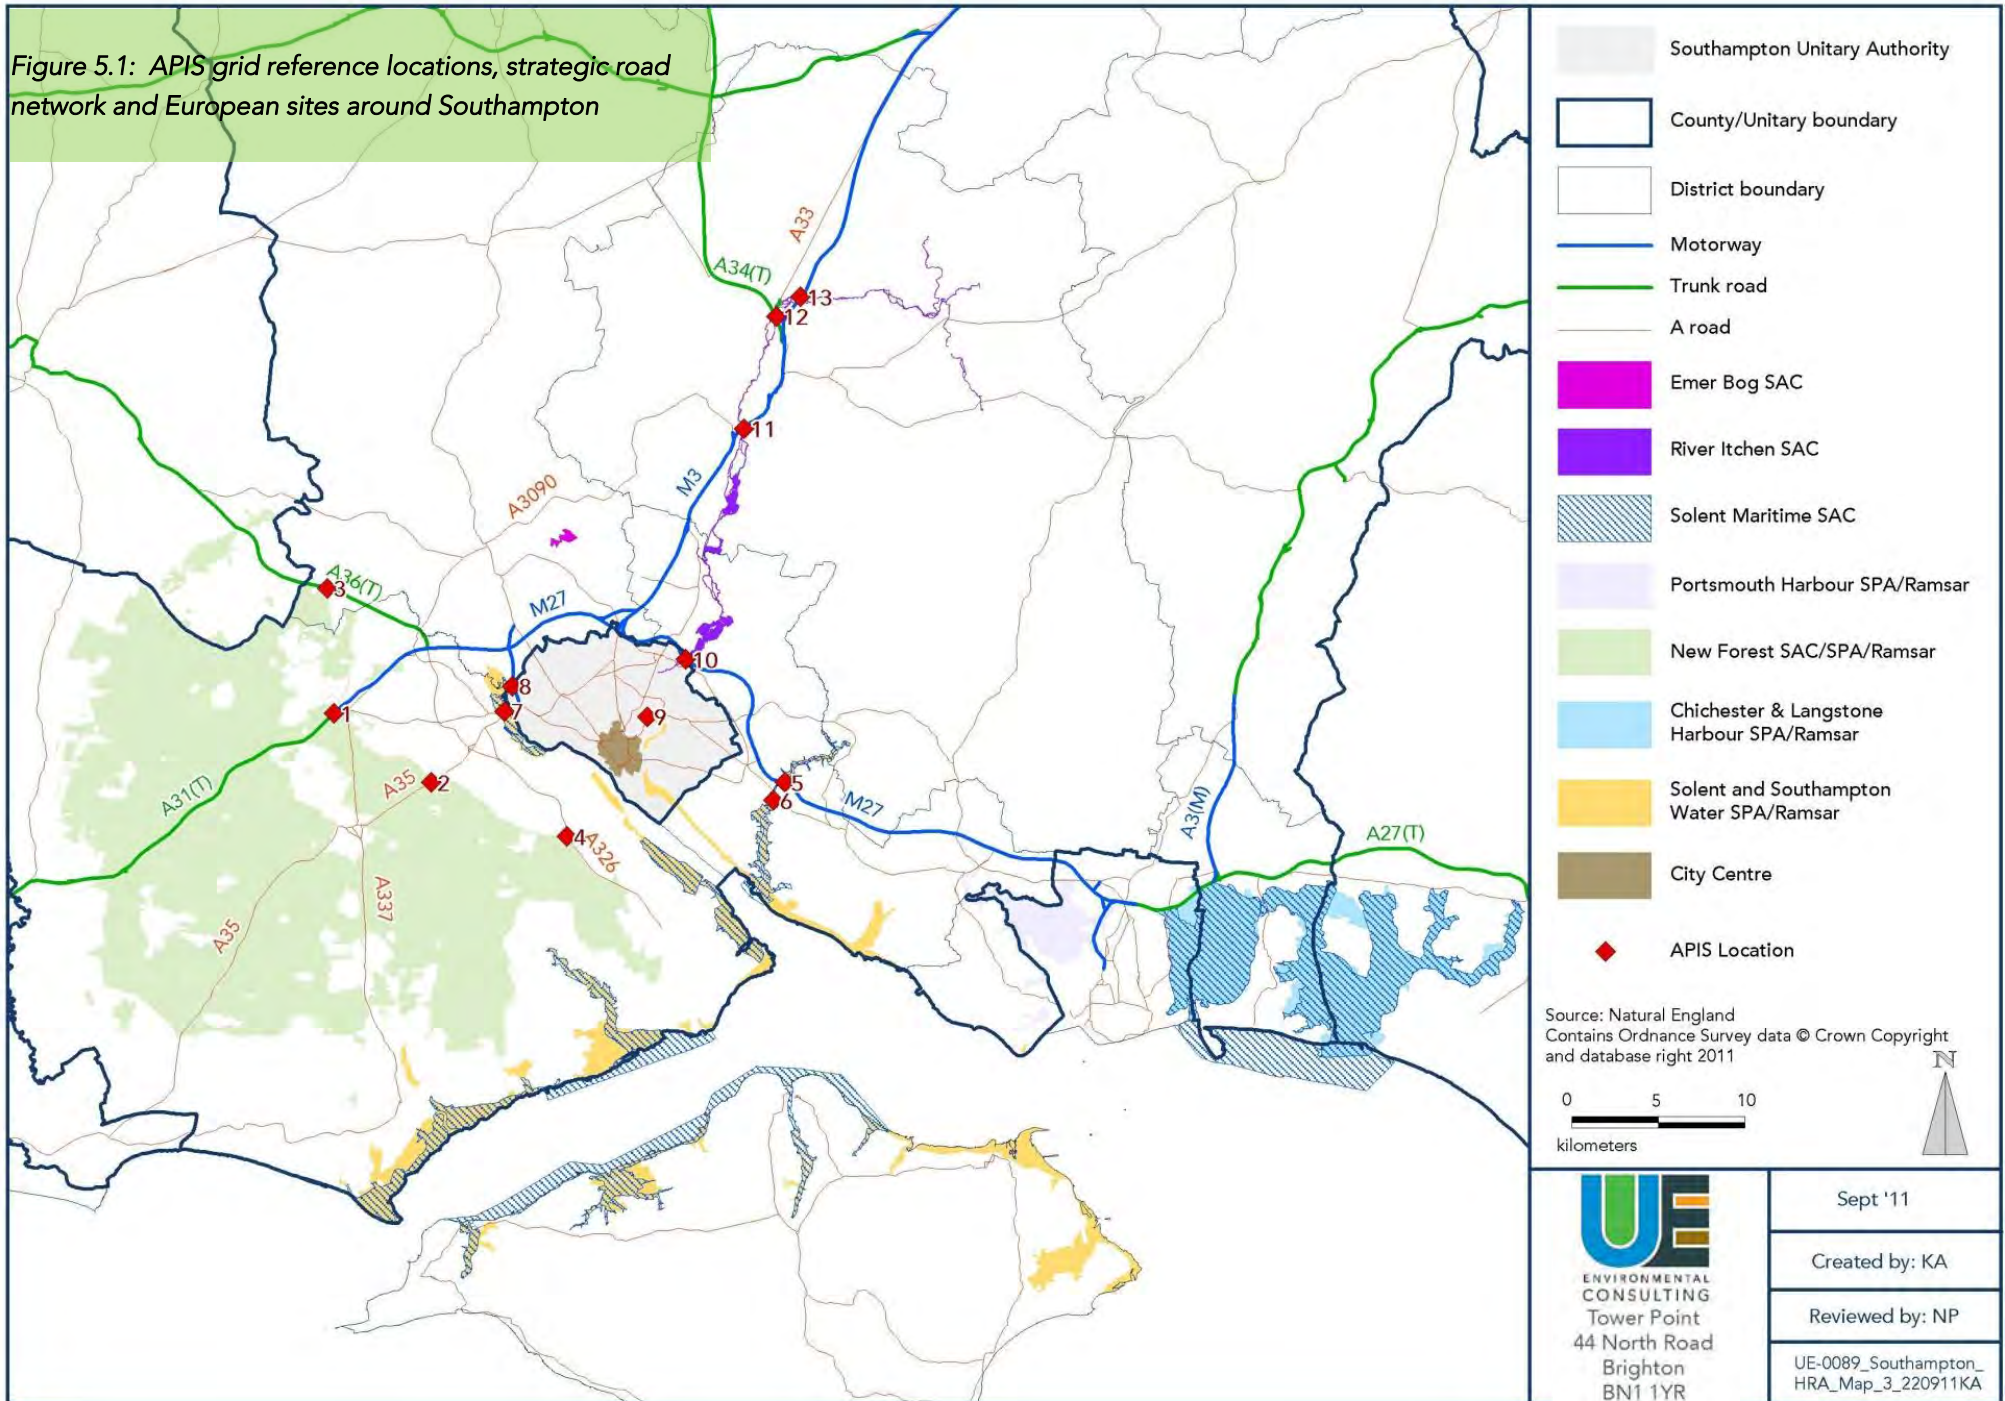 Figure 5.1: APIS grid reference locations, strategic road
network and European sites around Southampton
A33
A34(T)
13
12
11
M3
A3090
A36(T)
3
M27
10
8
7
9
1
A31(T)
A35
2
5
6
M27
4
A326
A3(M)
A27(T)
A337
A35
Southampton Unitary Authority
County/Unitary boundary
District boundary
Motorway
Trunk road
A road
Emer Bog SAC
River Itchen SAC
Solent Maritime SAC
Portsmouth Harbour SPA/Ramsar
New Forest SAC/SPA/Ramsar
Chichester & Langstone
Harbour SPA/Ramsar
Solent and Southampton
Water SPA/Ramsar
City Centre
APIS Location
Source: Natural England
Contains Ordnance Survey data © Crown Copyright
and database right 2011
N
0 5 10
kilometers
UE
ENVIRONMENTAL
CONSULTING
Tower Point
44 North Road
Brighton
BN1 1YR
Sept '11
Created by: KA
Reviewed by: NP
UE-0089_Southampton_
HRA_Map_3_220911KA